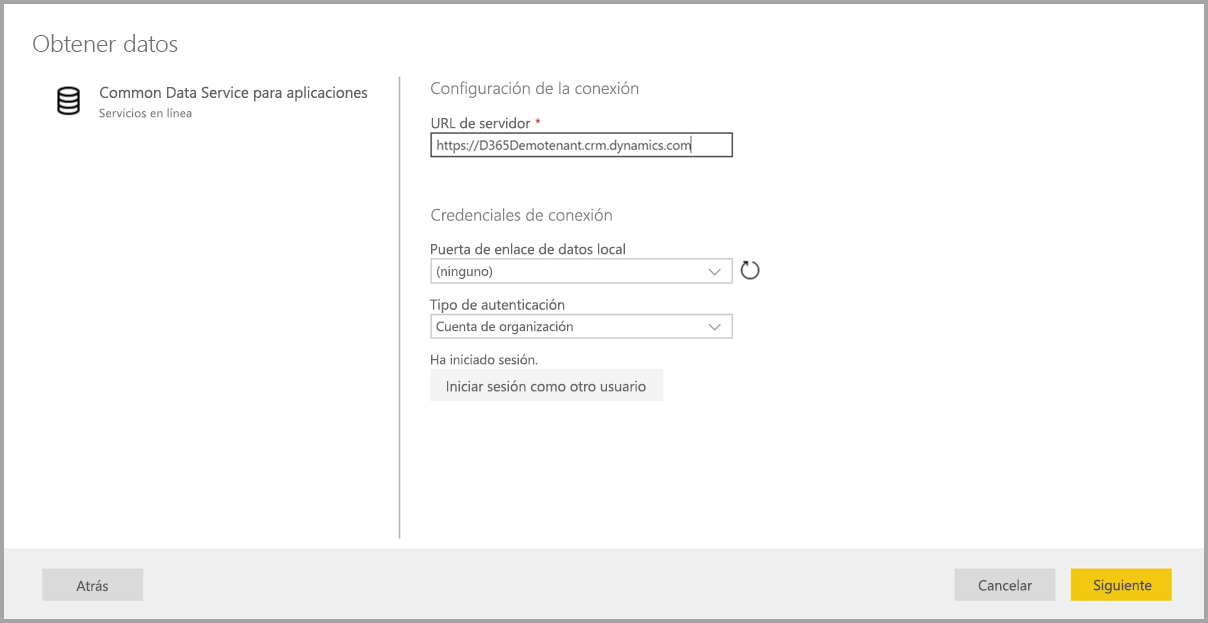 Obtener datos
Common Data Service para aplicaciones
Servicios en línea
Configuración de la conexión
URL de servidor *
https://D365Demotenant.crm.dynamics.com
Credenciales de conexión
Puerta de enlace de datos local
(ninguno)
Tipo de autenticación
Cuenta de organización
Ha iniciado sesión.
Iniciar sesión como otro usuario
Atrás
Cancelar
Siguiente